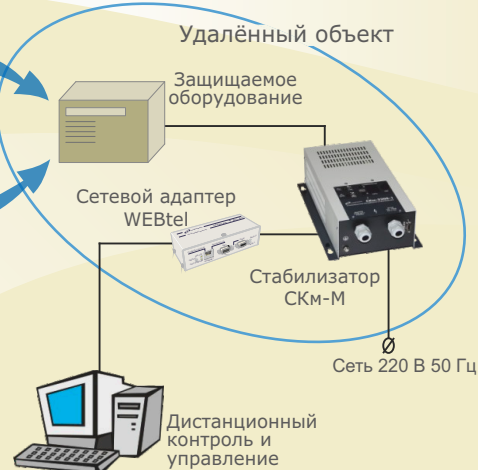 Удалённый объект
Защищаемое
оборудование
Сетевой адаптер
WEBtel
Стабилизатор
СКм-М
Сеть 220 В 50 Гц
Дистанционный
контроль и
управление